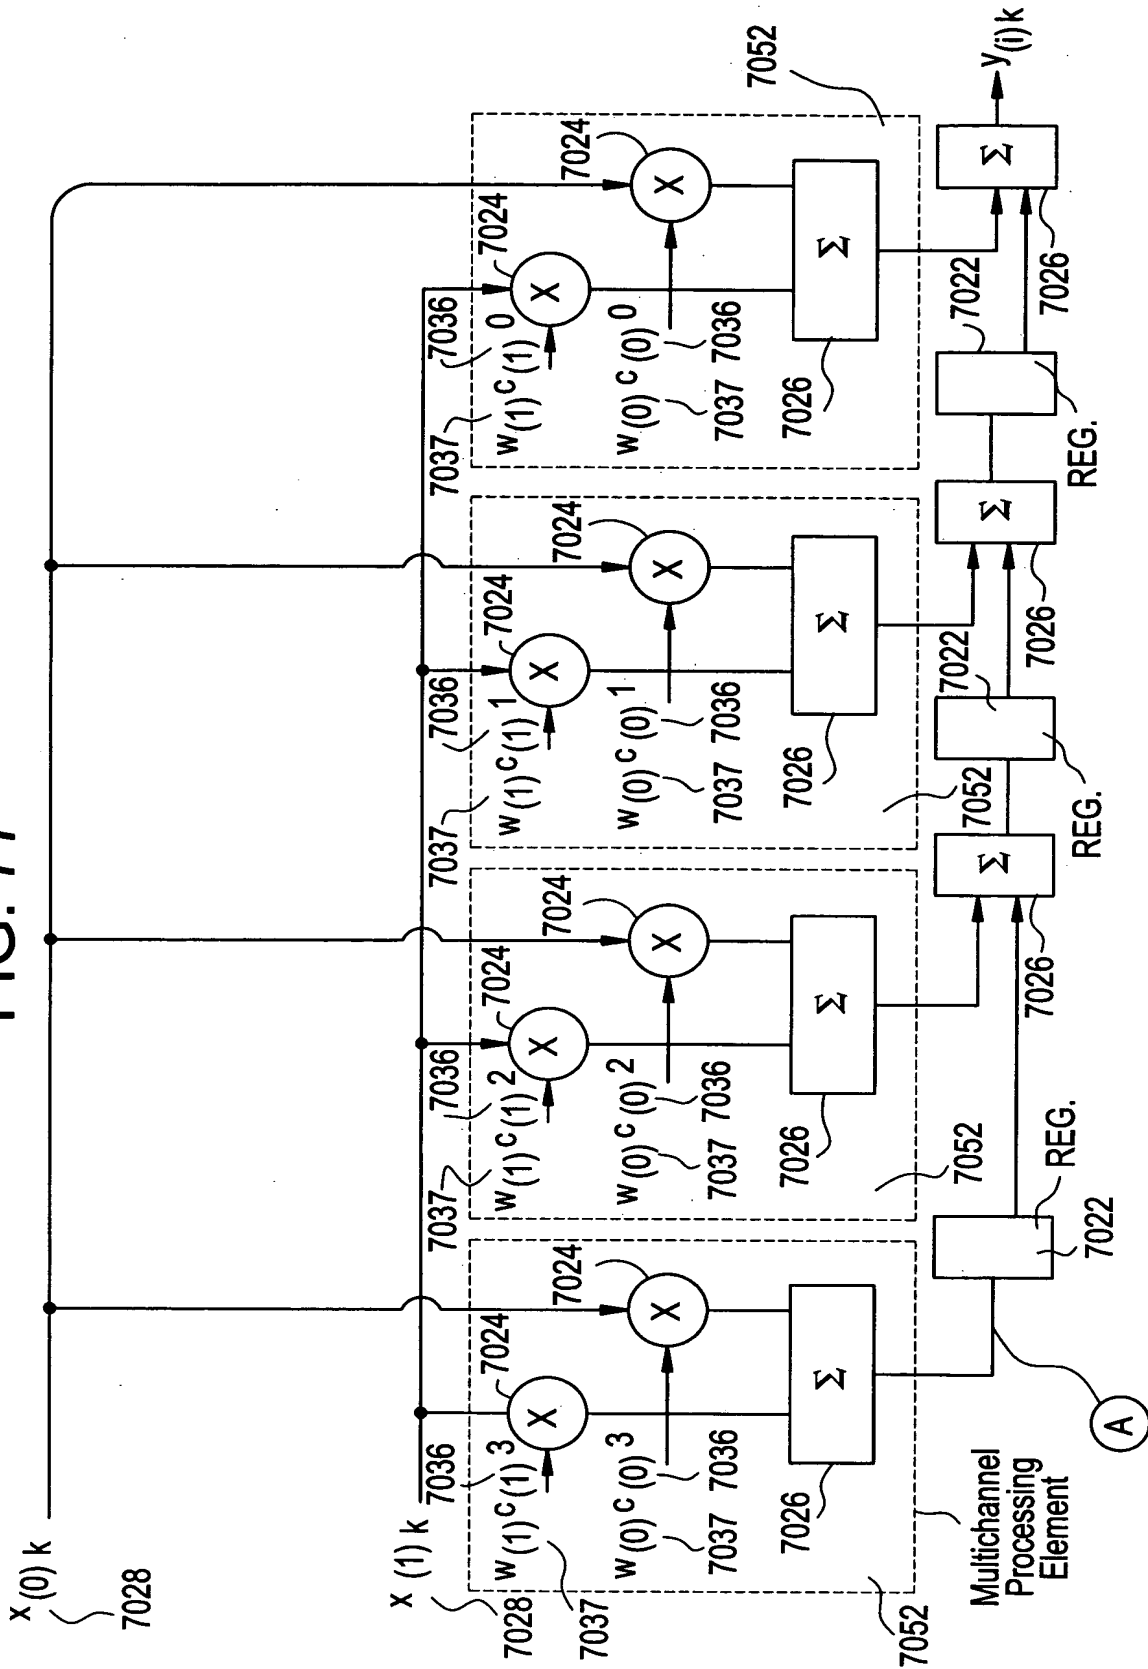 FIG. 77
x (0) k
7028
x (1) k
7028
7036
7037
w (1) c (1) 3
7024
X
7024
X
w (0) c (0) 3
7037
7036
Σ
7026
7052
Multichannel
Processing
Element
7036
7037
w (1) c (1) 2
7024
X
7024
X
w (0) c (0) 2
7037
7036
Σ
7026
7052
7036
7037
w (1) c (1) 1
7024
X
7024
X
w (0) c (0) 1
7037
7036
Σ
7026
7052
7036
7037
w (1) c (1) 0
7024
X
7024
X
w (0) c (0) 0
7037
7036
Σ
7026
7052
A
REG.
7022
Σ
7026
7022
REG.
Σ
7026
7022
REG.
Σ
7026
y (i) k